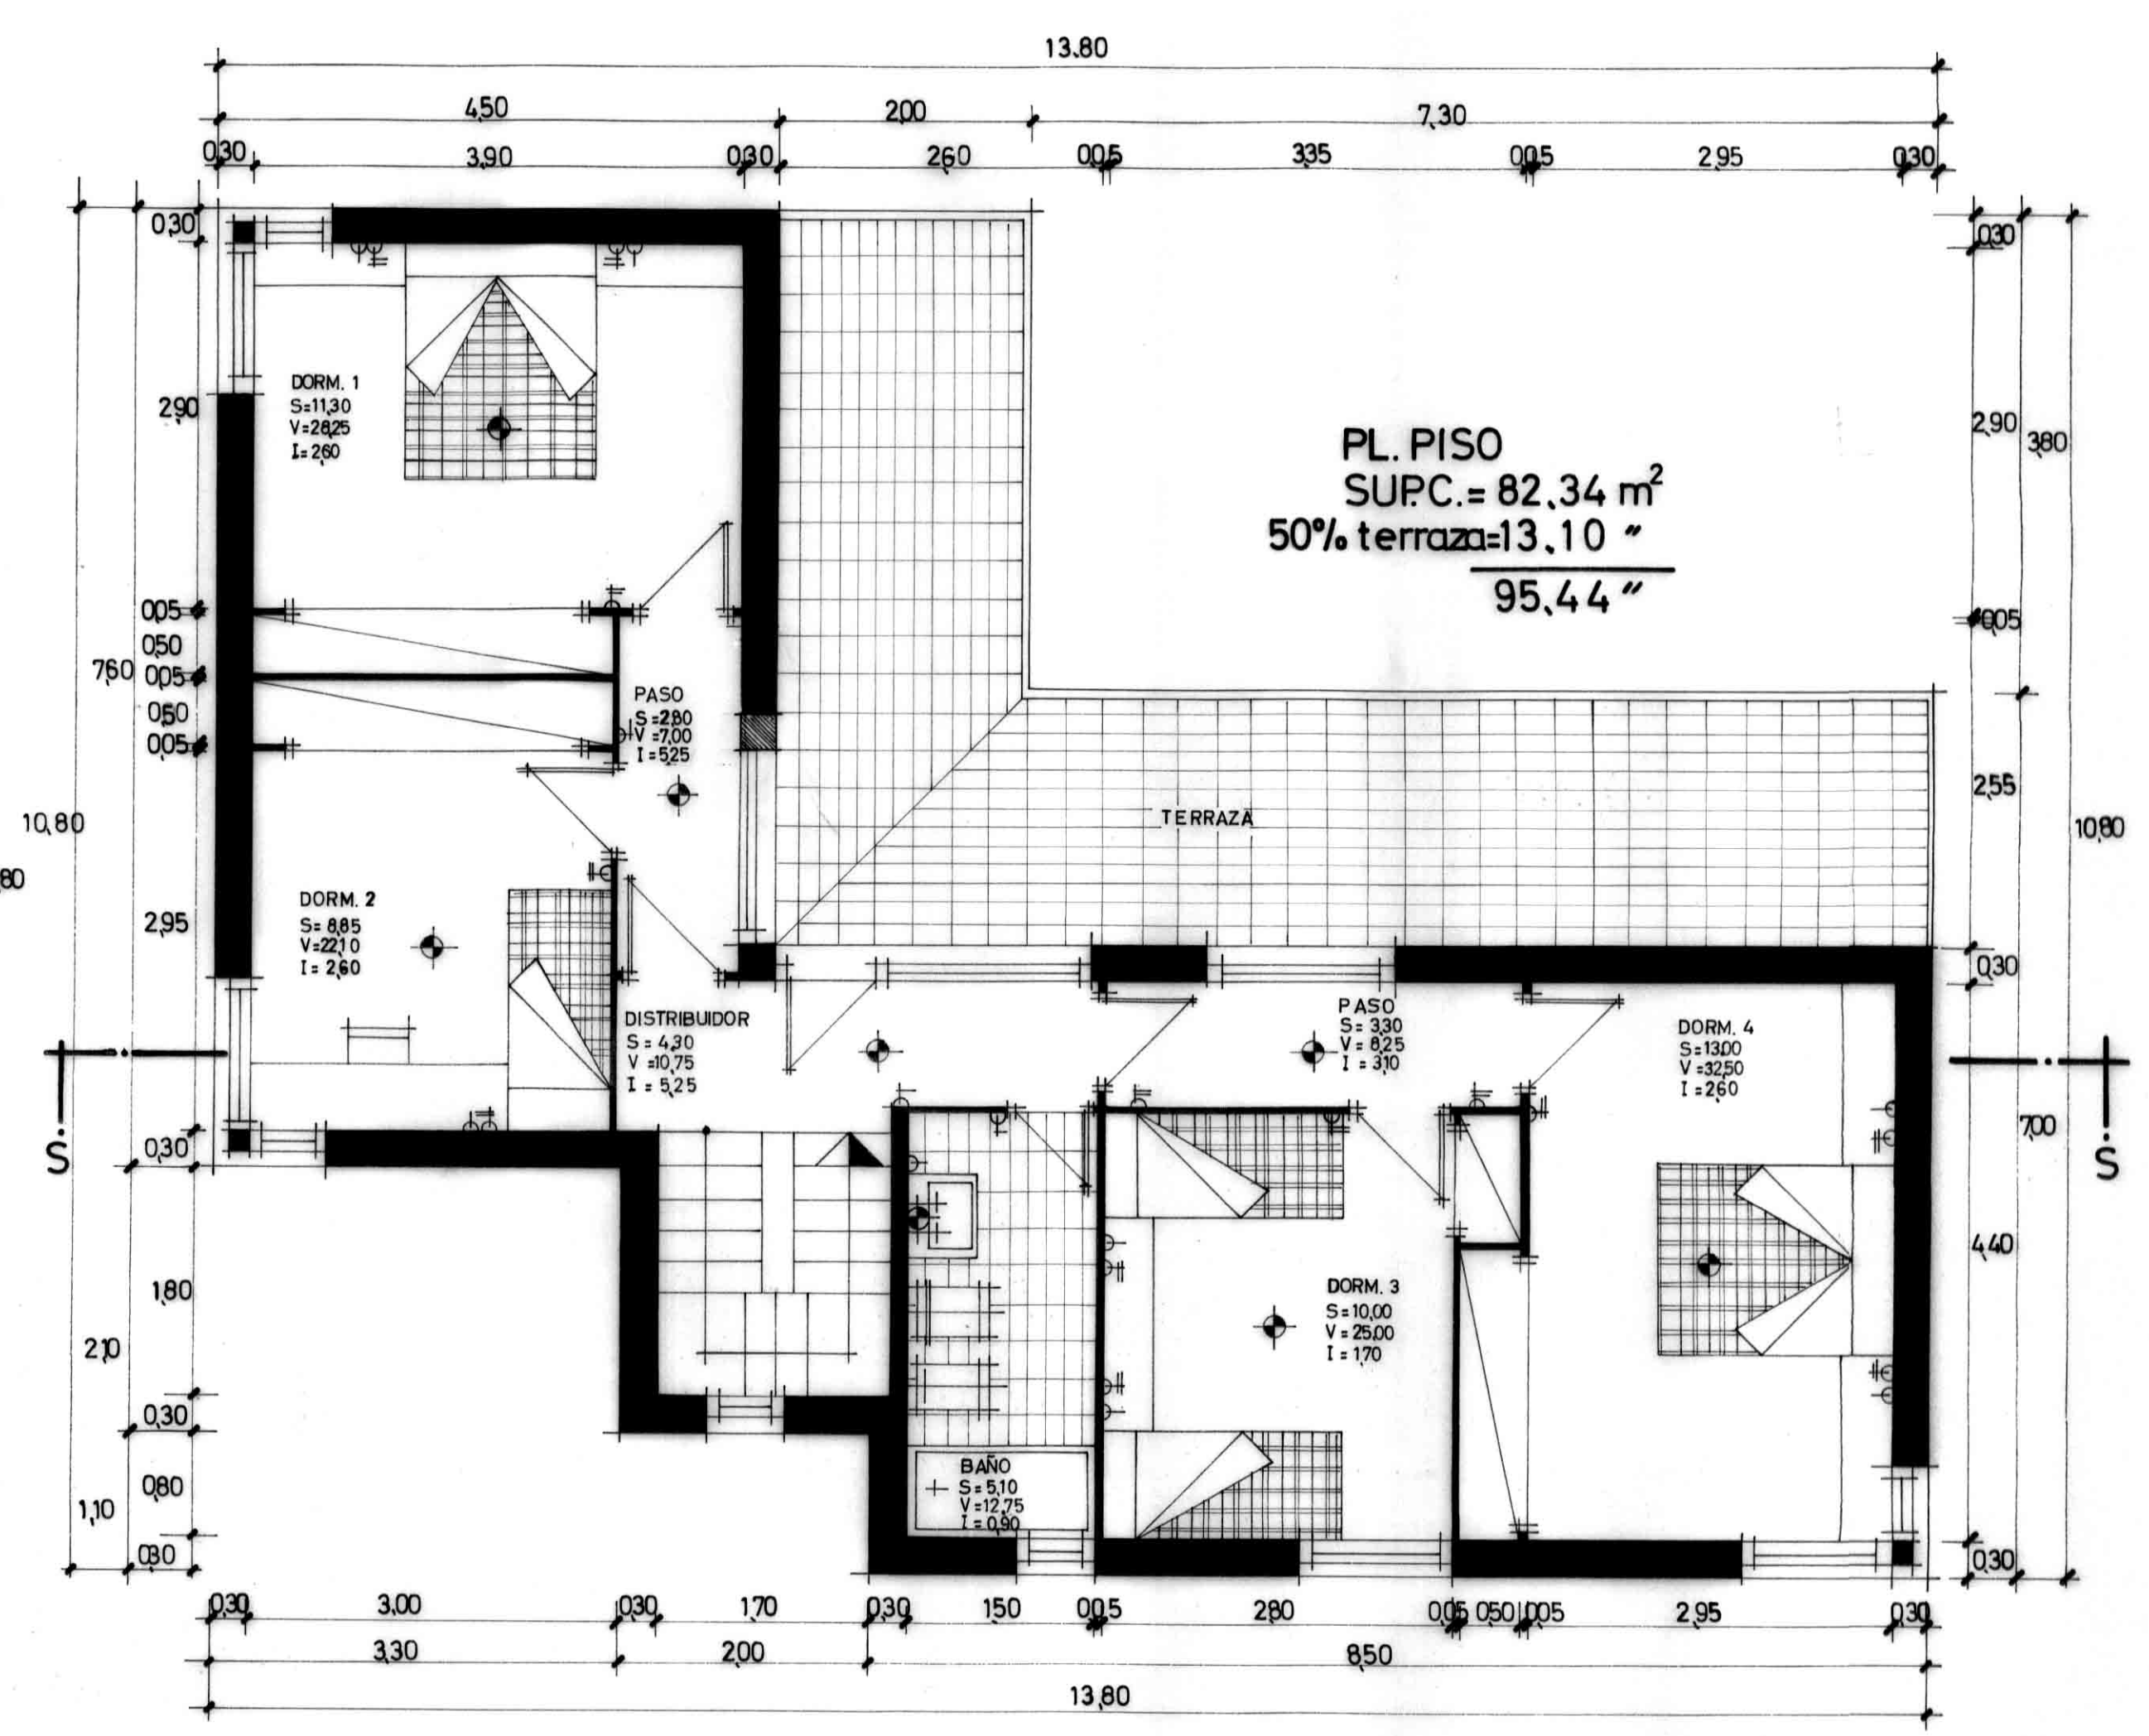 13.80
4,50 2,00 7,30
0,30 3,90 0,30 2,60 0,05 3,35 0,05 2,95 0,30
0,30
2,90
0,05
0,50
0,05
0,50
0,05
2,95
0,30
1,80
0,30
0,80
0,30
7,60
2,10
1,10
10,80
80
DORM. 1
S=11,30
V=28,25
I=2,60
PASO
S=2,80
V=7,00
I=5,25
DORM. 2
S=8,85
V=22,10
I=2,60
DISTRIBUIDOR
S=4,30
V=10,75
I=5,25
PL. PISO
SUP.C.= 82.34 m²
50% terraza=13.10 "
95.44 "
TERRAZA
PASO
S=3,30
V=8,25
I=3,10
DORM. 4
S=13,00
V=32,50
I=2,60
DORM. 3
S=10,00
V=25,00
I=1,70
BAÑO
S=5,10
V=12,75
I=0,90
S
S
0,30
2,90
0,05
2,55
0,30
4,40
0,30
3,80
7,00
10,80
0,30 3,00 0,30 1,70 0,30 1,50 0,05 2,80 0,05 0,50 0,05 2,95 0,30
3,30 2,00 8,50
13,80